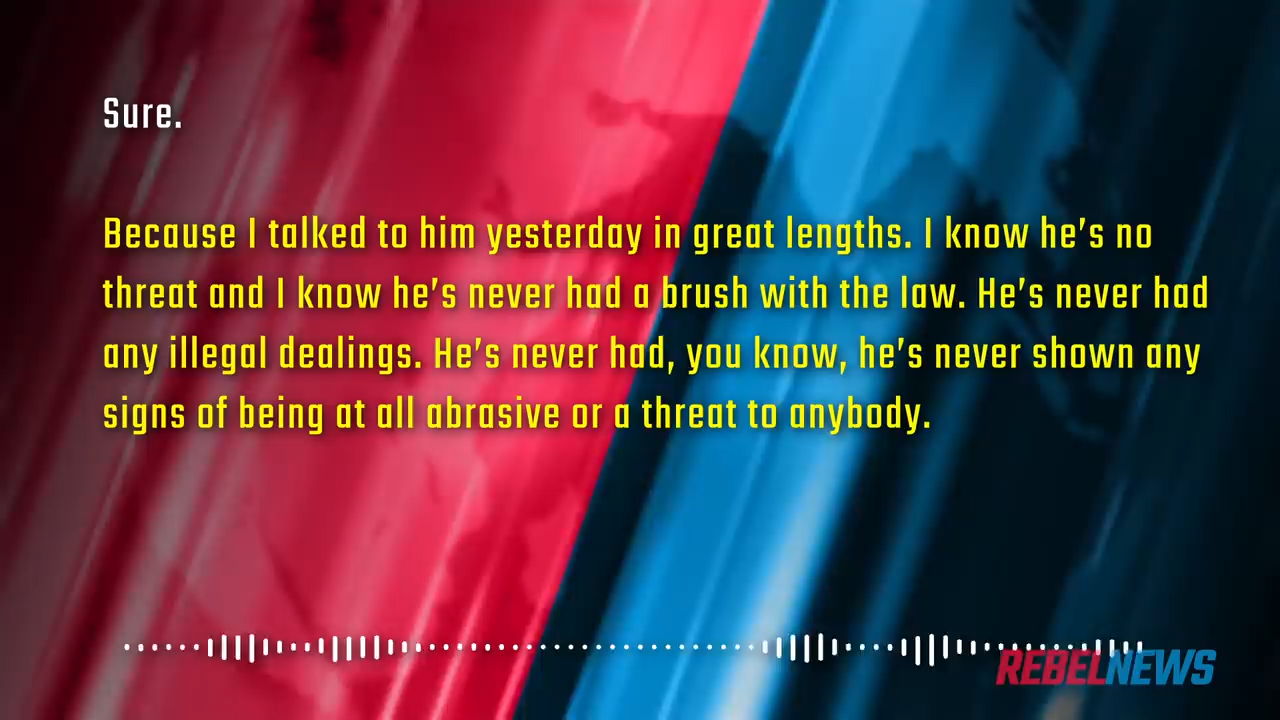 Sure.
Because I talked to him yesterday in great lengths. I know he’s no
threat and I know he’s never had a brush with the law. He’s never had
any illegal dealings. He’s never had, you know, he’s never shown any
signs of being at all abrasive or a threat to anybody.
REBELNEWS